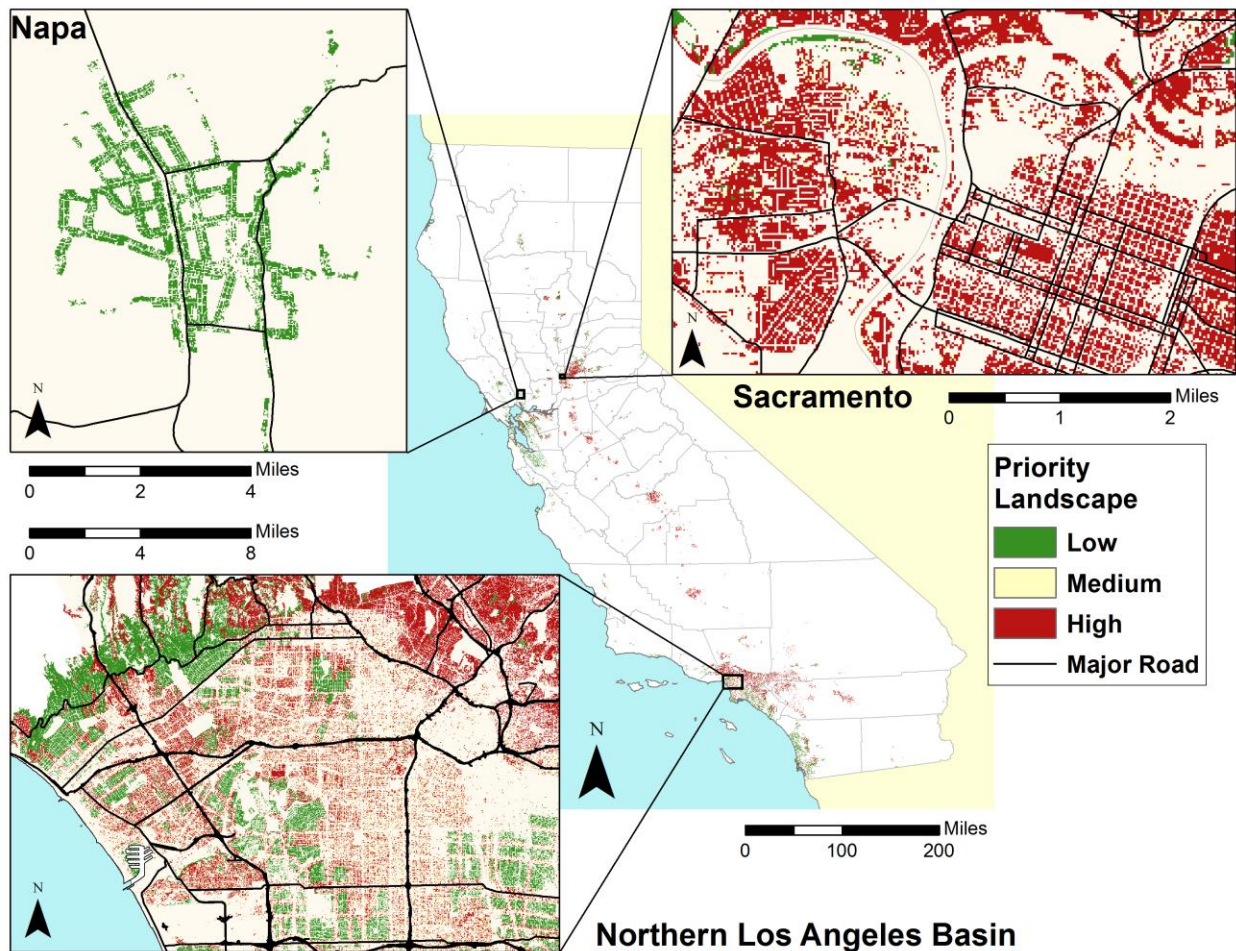 Napa
N
Miles
0 2 4
Miles
0 4 8
N
Sacramento
0 1 2
Miles
Priority
Landscape
Low
Medium
High
Major Road
N
N
Miles
0 100 200
Northern Los Angeles Basin